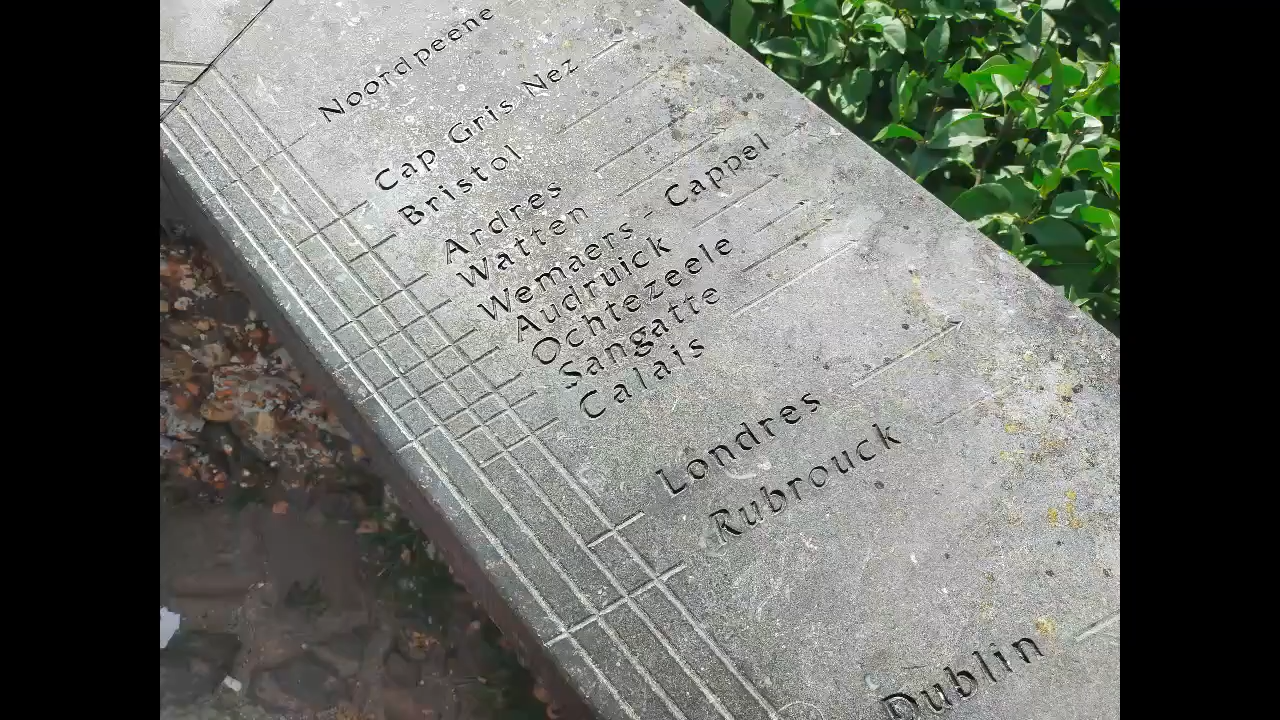 Noordpeene
Cap Gris Nez
Bristol
Ardres
Watten
Wemaers - Cappel
Audruick
Ochtezeele
Sangatte
Calais
Londres
Rubrouck
Dublin